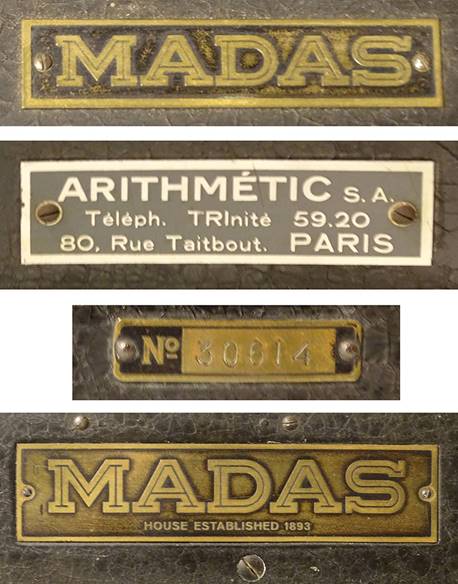 MADAS
ARITHMÉTIC S.A.
Téléph. TRInité 59.20
80, Rue Taitbout. PARIS
Nº 30614
MADAS
HOUSE ESTABLISHED 1893